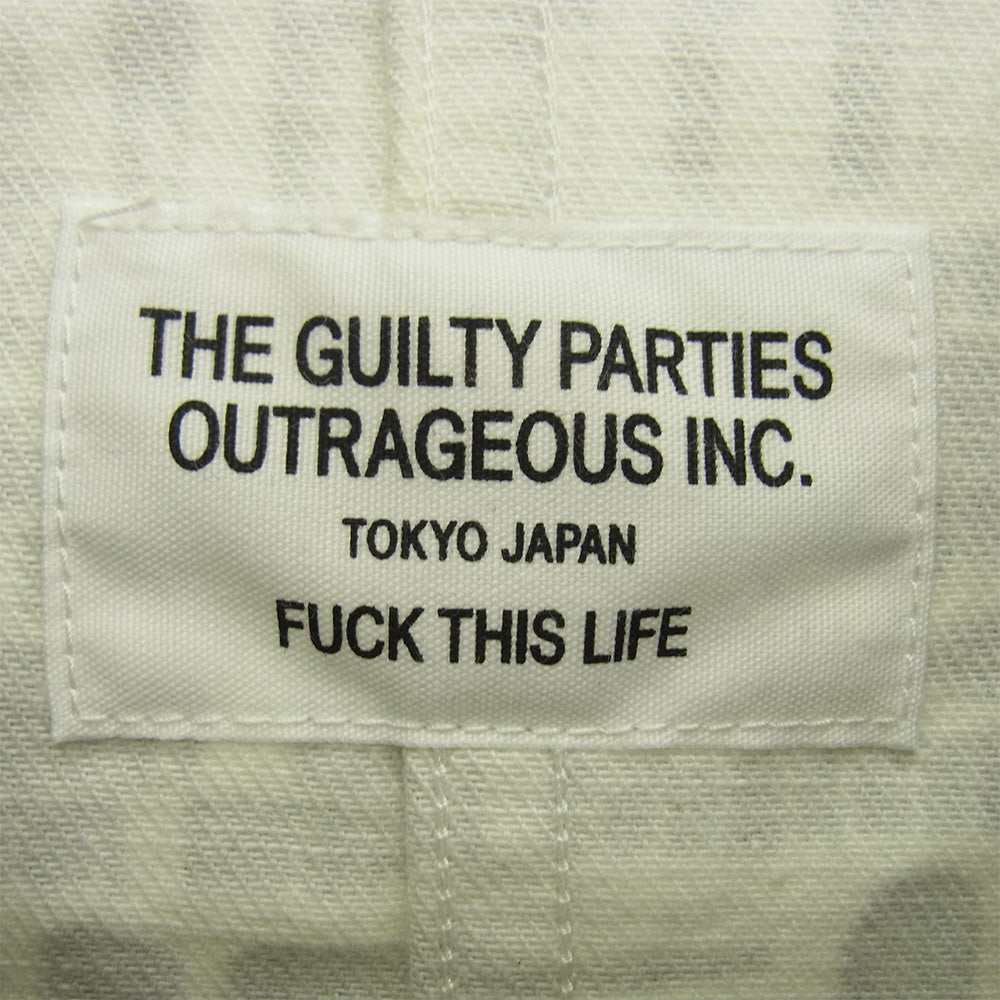 THE GUILTY PARTIES
OUTRAGEOUS INC.
TOKYO JAPAN
FUCK THIS LIFE